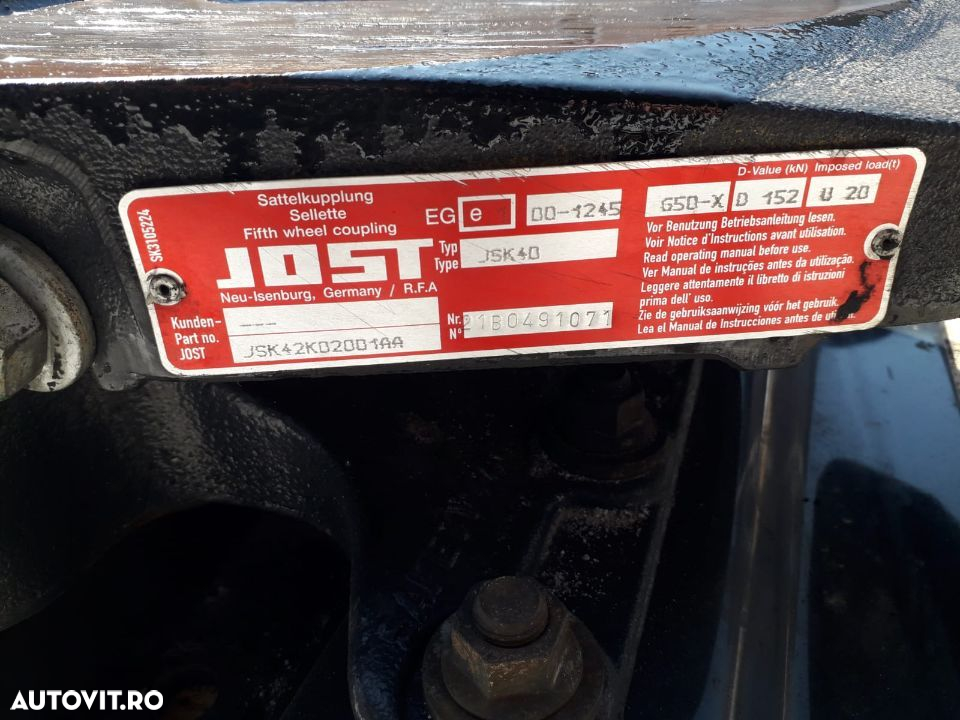 SK3105224
Sattelkupplung
Sellette
Fifth wheel coupling
JOST
Neu-Isenburg, Germany / R.F.A
Kunden-
Part no. ---
JOST JSK42K02001AA
EG e 00-1245
Typ
Type JSK40
Nr.
N° 21B0491071
D-Value (kN) Imposed load(t)
G50-X D 152 U 20
Vor Benutzung Betriebsanleitung lesen.
Voir Notice d'Instructions avant utilisation.
Read operating manual before use.
Ver Manual de instruções antes da utilização.
Leggere attentamente il libretto di istruzioni
prima dell' uso.
Zie de gebruiksaanwijzing vóór het gebruik.
Lea el Manual de Instrucciones antes de
AUTOVIT.RO